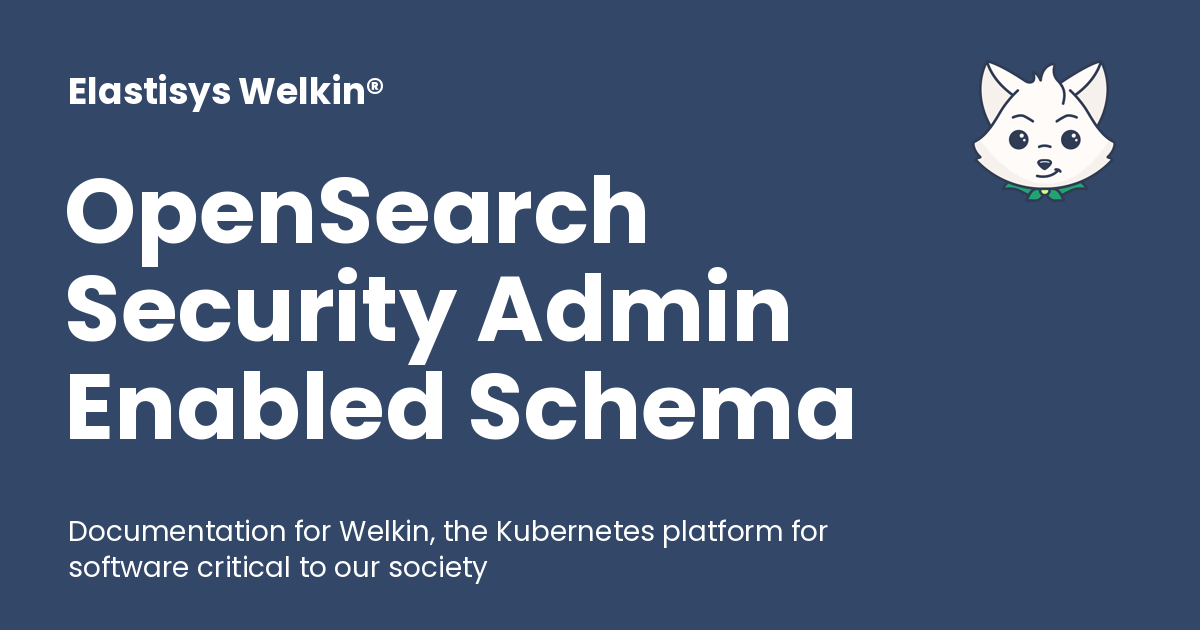 Elastisys Welkin®
OpenSearch
Security Admin
Enabled Schema
Documentation for Welkin, the Kubernetes platform for
software critical to our society